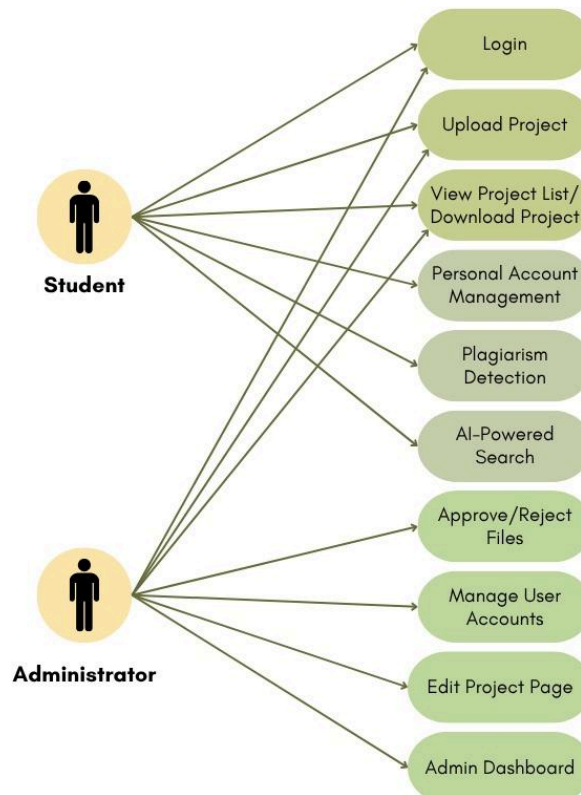 Login
Upload Project
View Project List/
Download Project
Student
Personal Account
Management
Plagiarism
Detection
AI-Powered
Search
Approve/Reject
Files
Manage User
Accounts
Administrator
Edit Project Page
Admin Dashboard